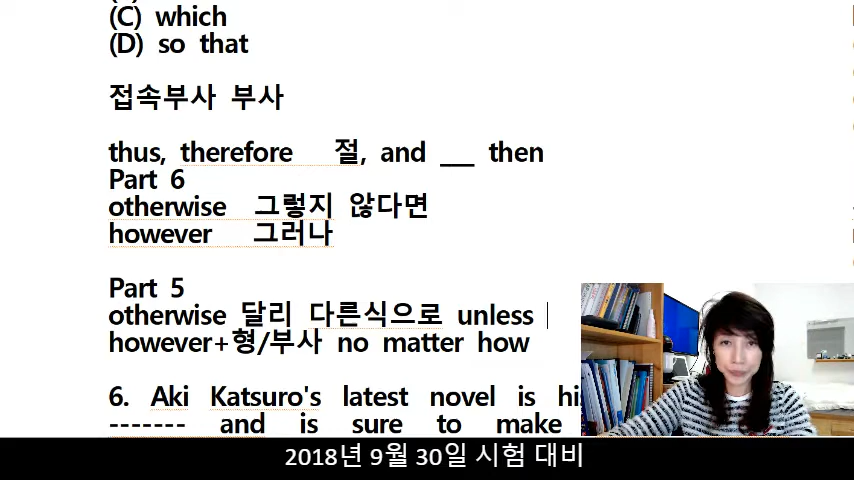 (C) which
(D) so that
접속부사 부사
thus, therefore 절, and ___ then
Part 6
otherwise 그렇지 않다면
however 그러나
Part 5
otherwise 달리 다른식으로 unless
however+형/부사 no matter how
6. Aki Katsuro's latest novel is
------- and is sure to make
2018년 9월 30일 시험 대비